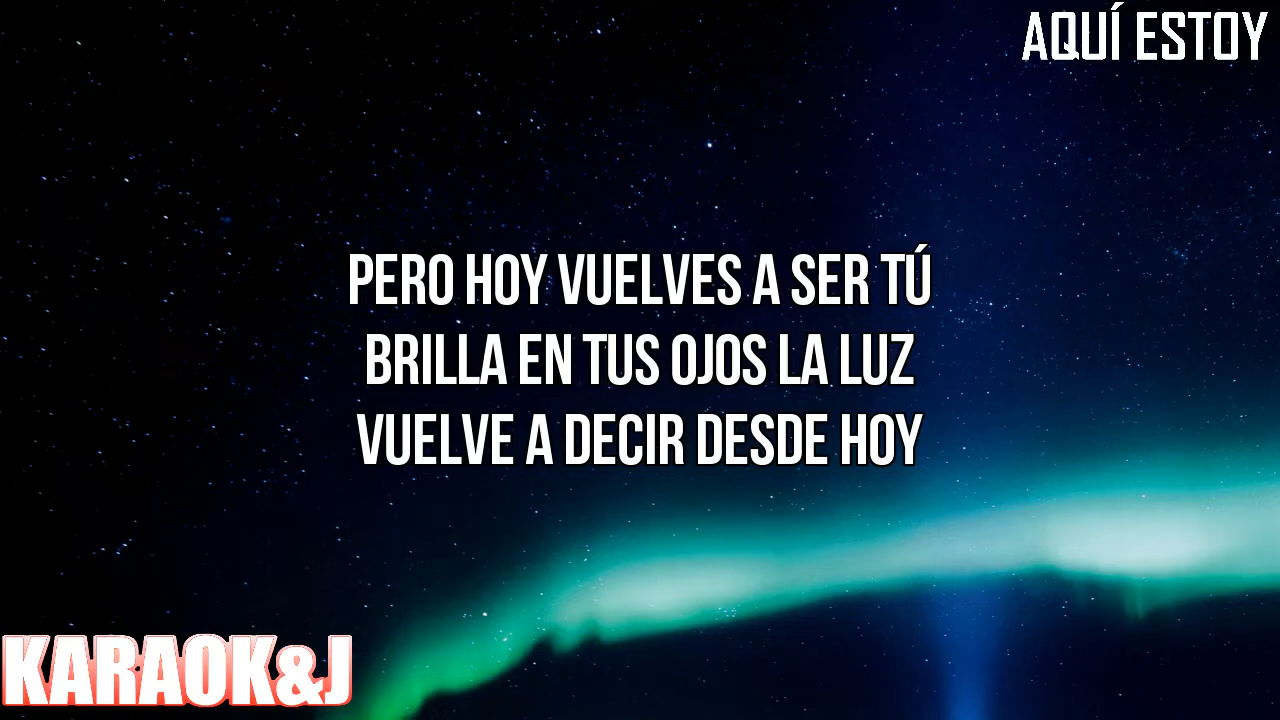 AQUÍ ESTOY
PERO HOY VUELVES A SER TÚ
BRILLA EN TUS OJOS LA LUZ
VUELVE A DECIR DESDE HOY
KARAOK&J